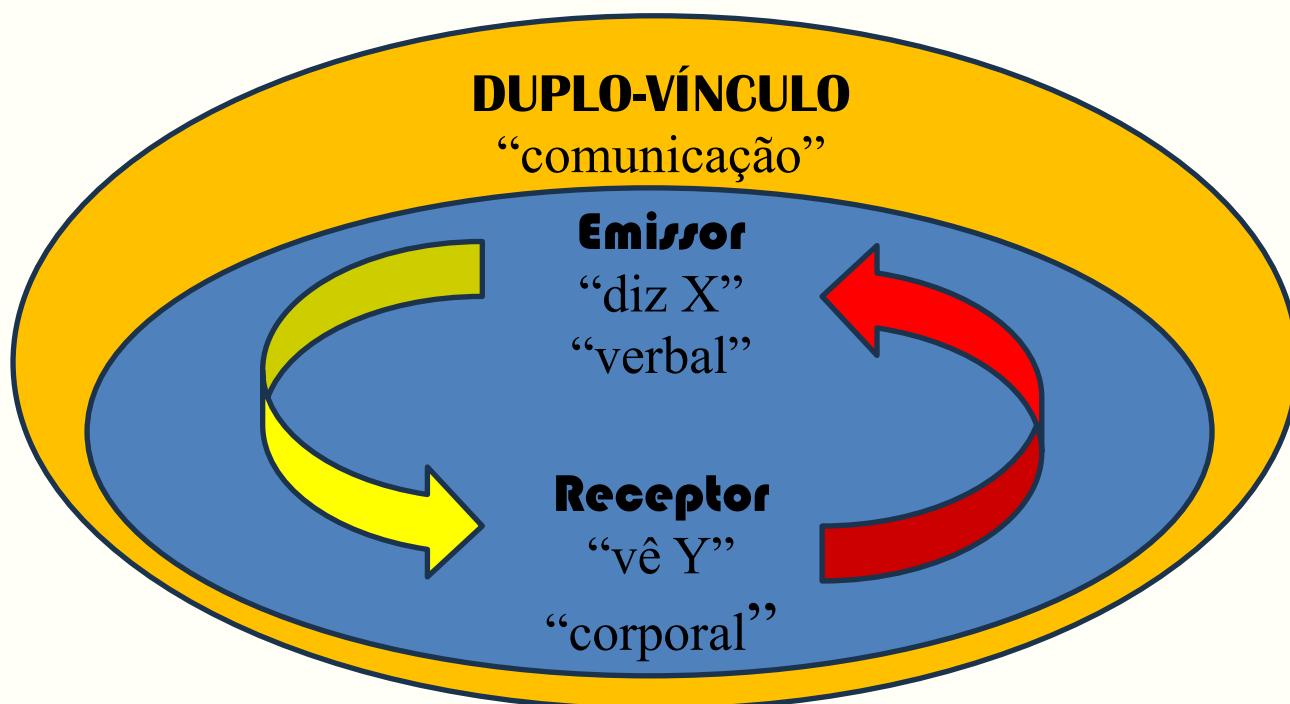 DUPLO-VÍNCULO
“comunicação”
Emissor
“diz X”
“verbal”
Receptor
“vê Y”
“corporal”